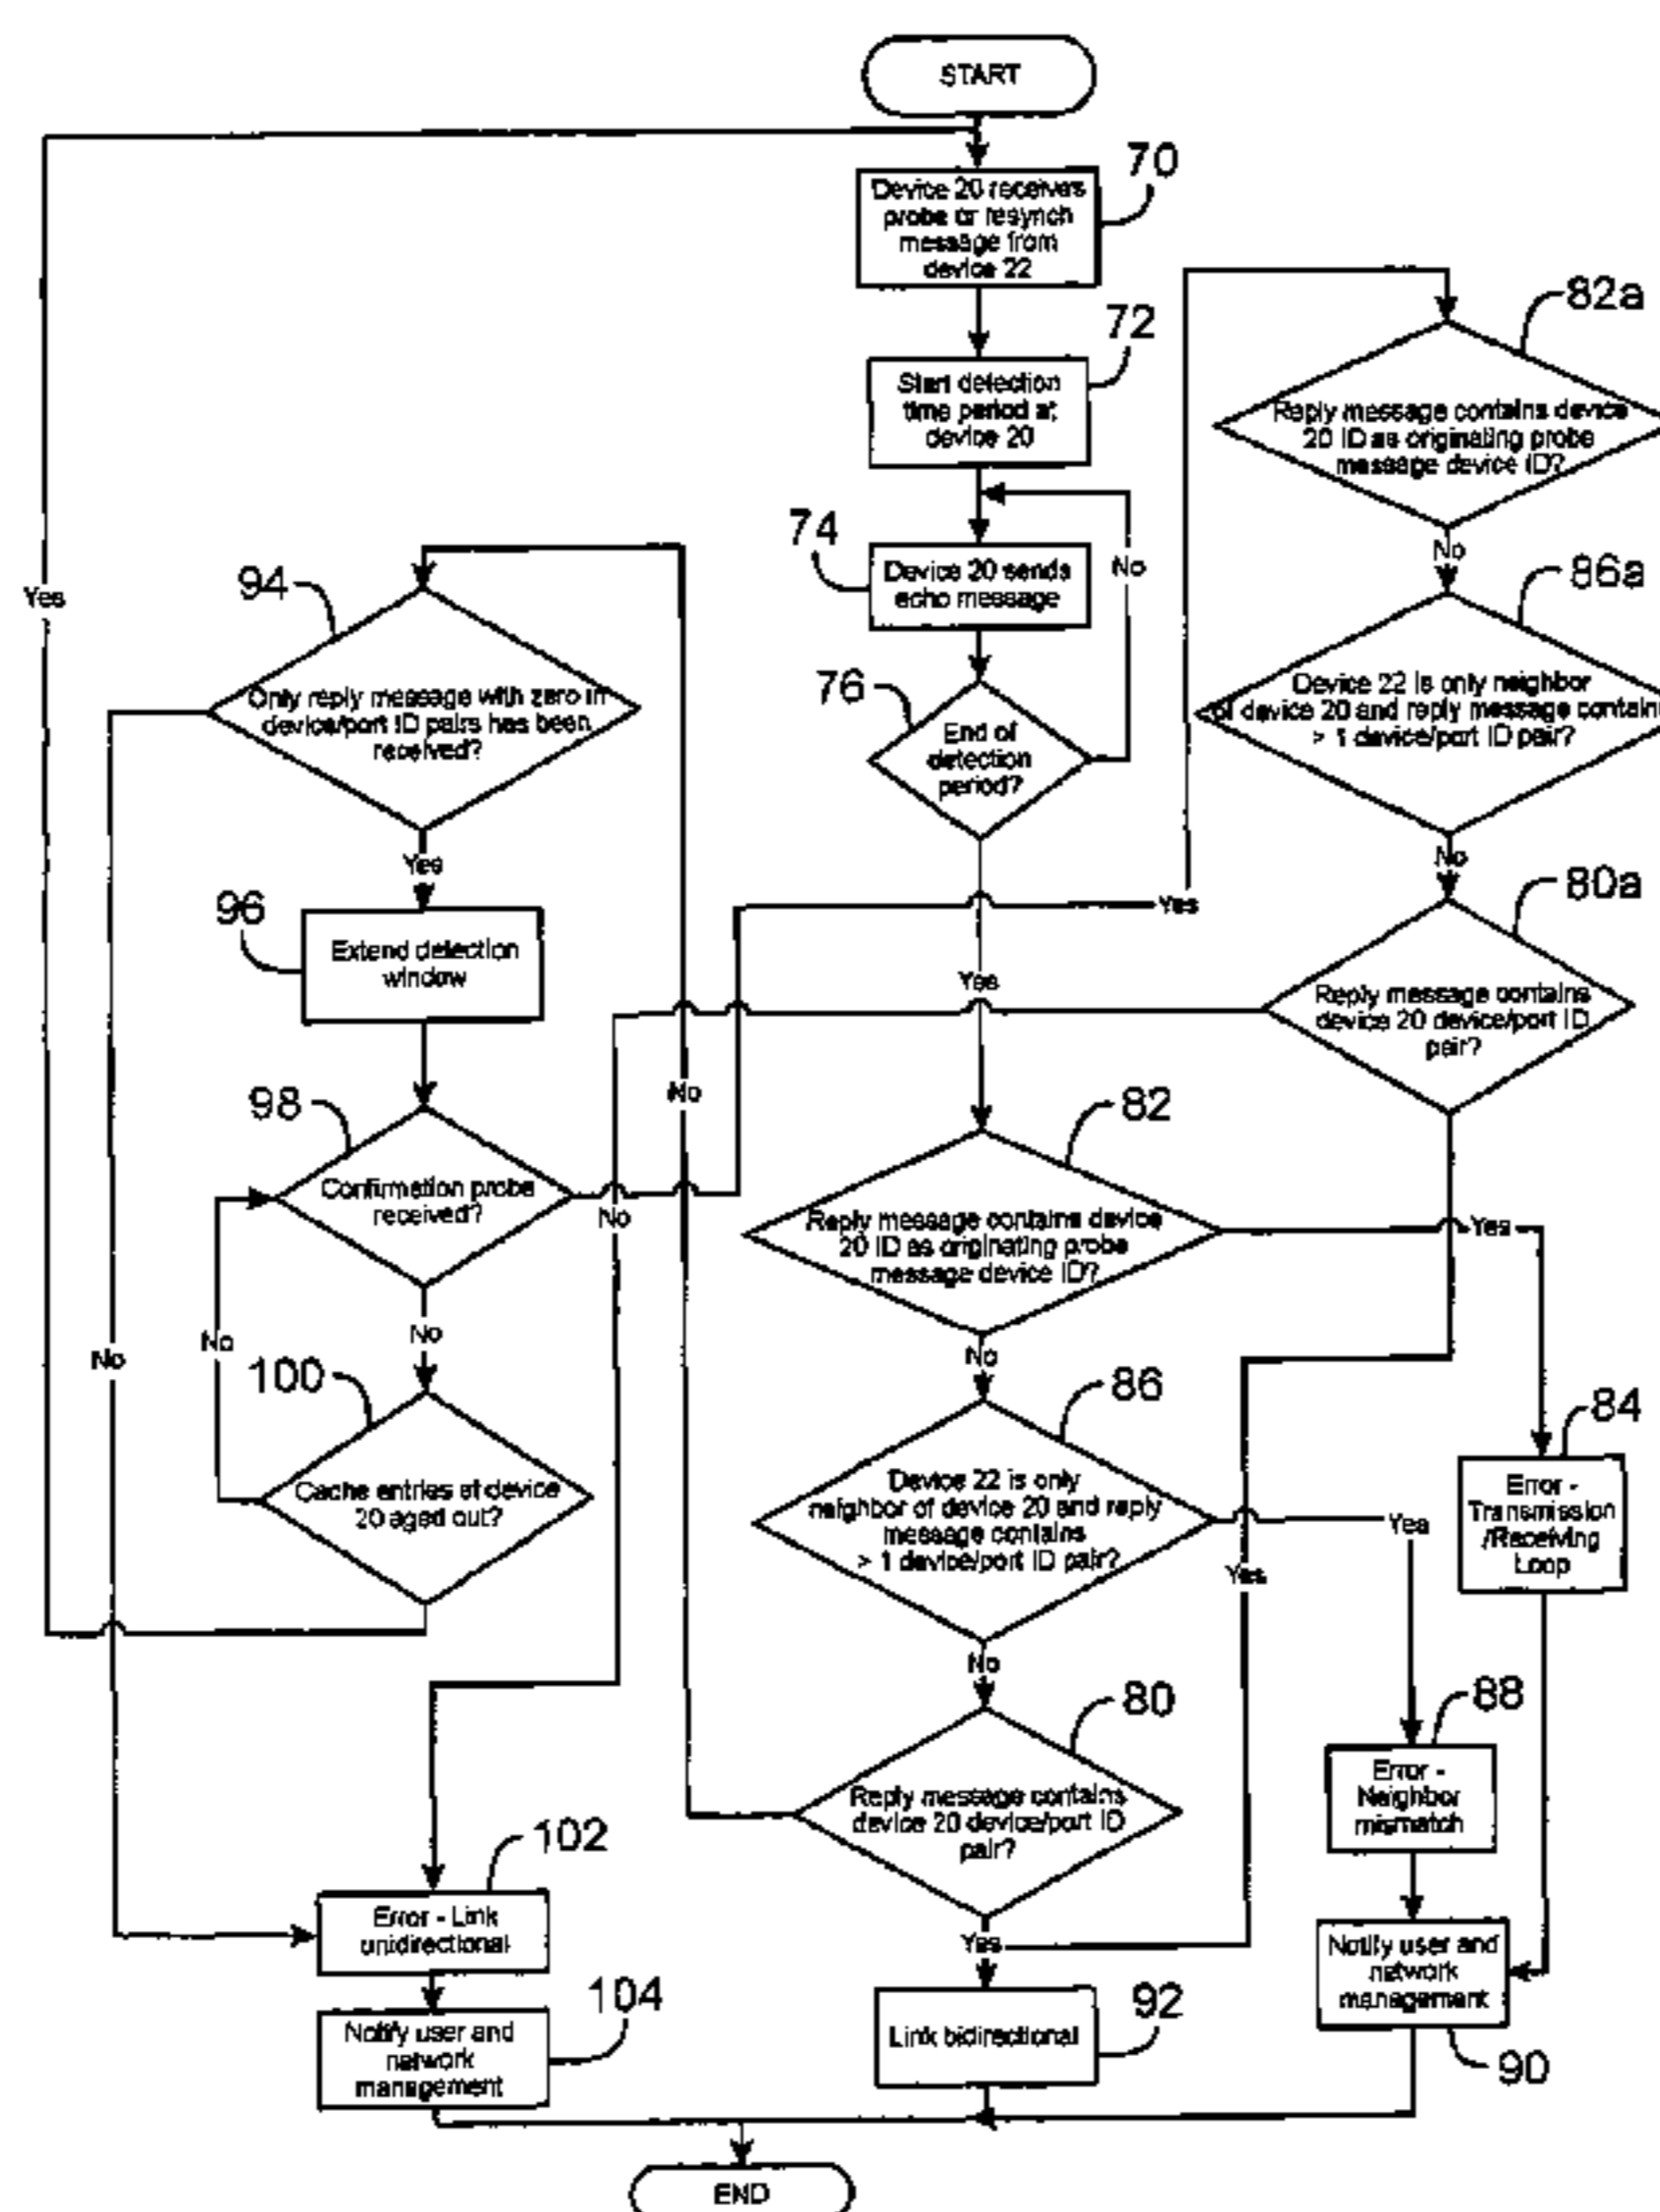 START
70
Device 20 receives
probe or resynch
message from
device 22
72
Start detection
time period at
device 20
74
Device 20 sends
echo message
No
76
End of
detection
period?
Yes
82a
Reply message contains device
20 ID as originating probe
message device ID?
No
86a
Device 22 is only neighbor
of device 20 and reply message contains
> 1 device/port ID pair?
No
80a
Reply message contains
device 20 device/port ID
pair?
Yes
No
94
Only reply message with zero in
device/port ID pairs has been
received?
Yes
No
96
Extend detection
window
98
Confirmation probe
received?
Yes
No
100
Cache entries at device
20 aged out?
No
Yes
82
Reply message contains device
20 ID as originating probe
message device ID?
Yes
No
84
Error -
Transmission
/Receiving
Loop
86
Device 22 is only
neighbor of device 20 and reply
message contains
> 1 device/port ID pair?
Yes
No
88
Error -
Neighbor
mismatch
80
Reply message contains
device 20 device/port ID
pair?
No
Yes
102
Error - Link
unidirectional
104
Notify user and
network
management
92
Link bidirectional
90
Notify user and
network
management
END